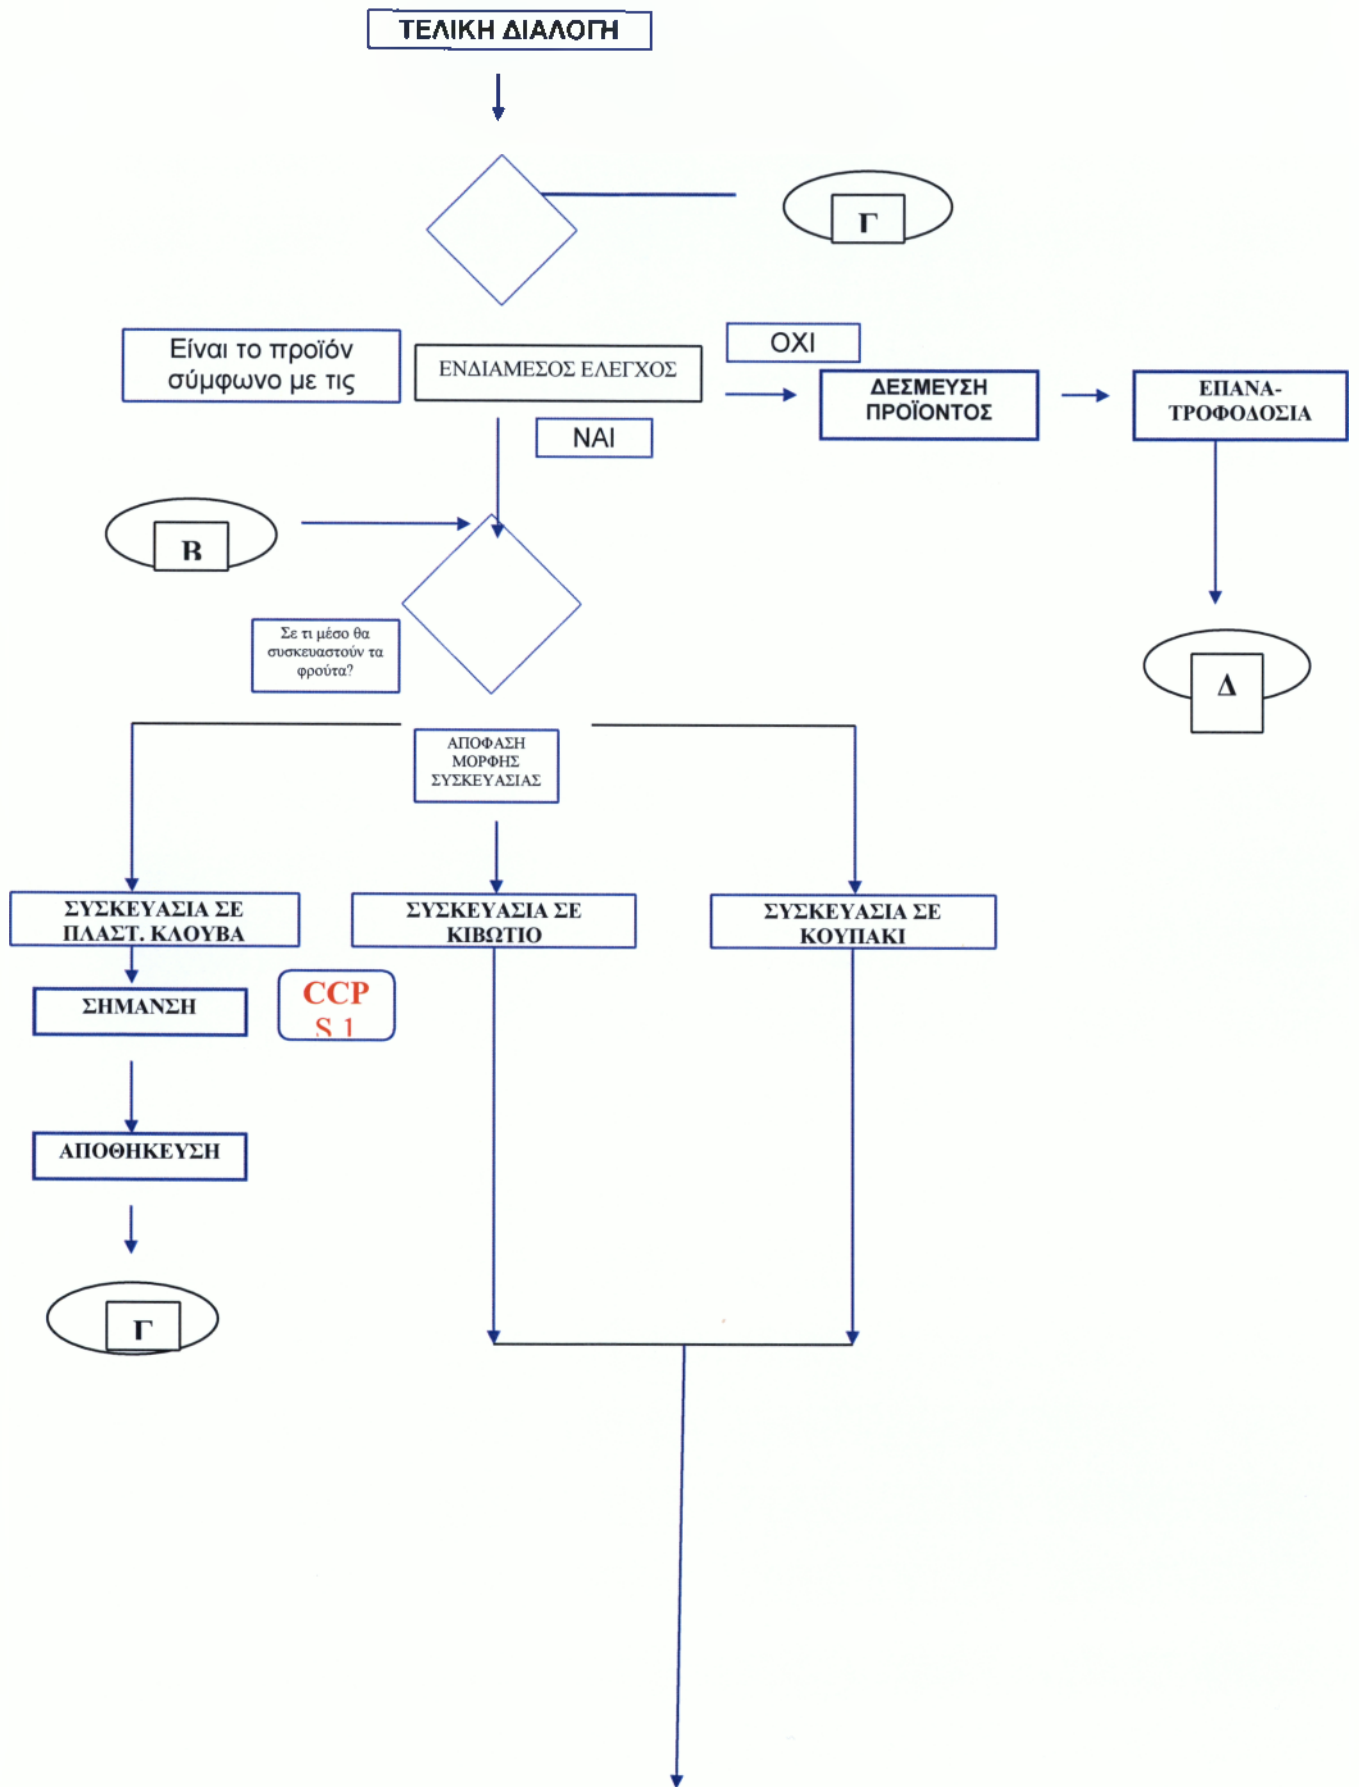 ΤΕΛΙΚΗ ΔΙΑΛΟΓΗ
Γ
Είναι το προϊόν
σύμφωνο με τις
ΕΝΔΙΑΜΕΣΟΣ ΕΛΕΓΧΟΣ
ΟΧΙ
ΔΕΣΜΕΥΣΗ
ΠΡΟΪΟΝΤΟΣ
ΕΠΑΝΑ-
ΤΡΟΦΟΔΟΣΙΑ
ΝΑΙ
Β
Σε τι μέσο θα
συσκευαστούν τα
φρούτα?
Δ
ΑΠΟΦΑΣΗ
ΜΟΡΦΗΣ
ΣΥΣΚΕΥΑΣΙΑΣ
ΣΥΣΚΕΥΑΣΙΑ ΣΕ
ΠΛΑΣΤ. ΚΛΟΥΒΑ
ΣΥΣΚΕΥΑΣΙΑ ΣΕ
ΚΙΒΩΤΙΟ
ΣΥΣΚΕΥΑΣΙΑ ΣΕ
ΚΟΥΠΑΚΙ
ΣΗΜΑΝΣΗ
CCP
S 1
ΑΠΟΘΗΚΕΥΣΗ
Γ